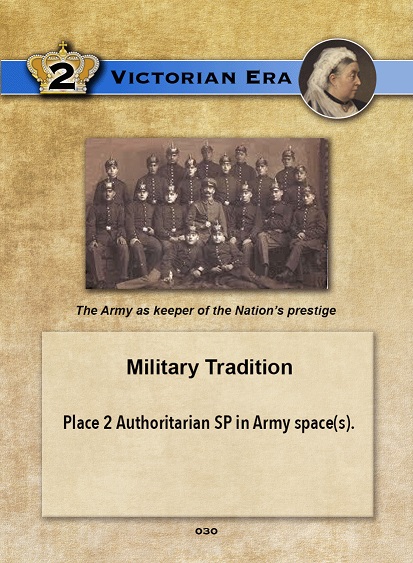 2 Victorian Era
The Army as keeper of the Nation's prestige
Military Tradition
Place 2 Authoritarian SP in Army space(s).
030